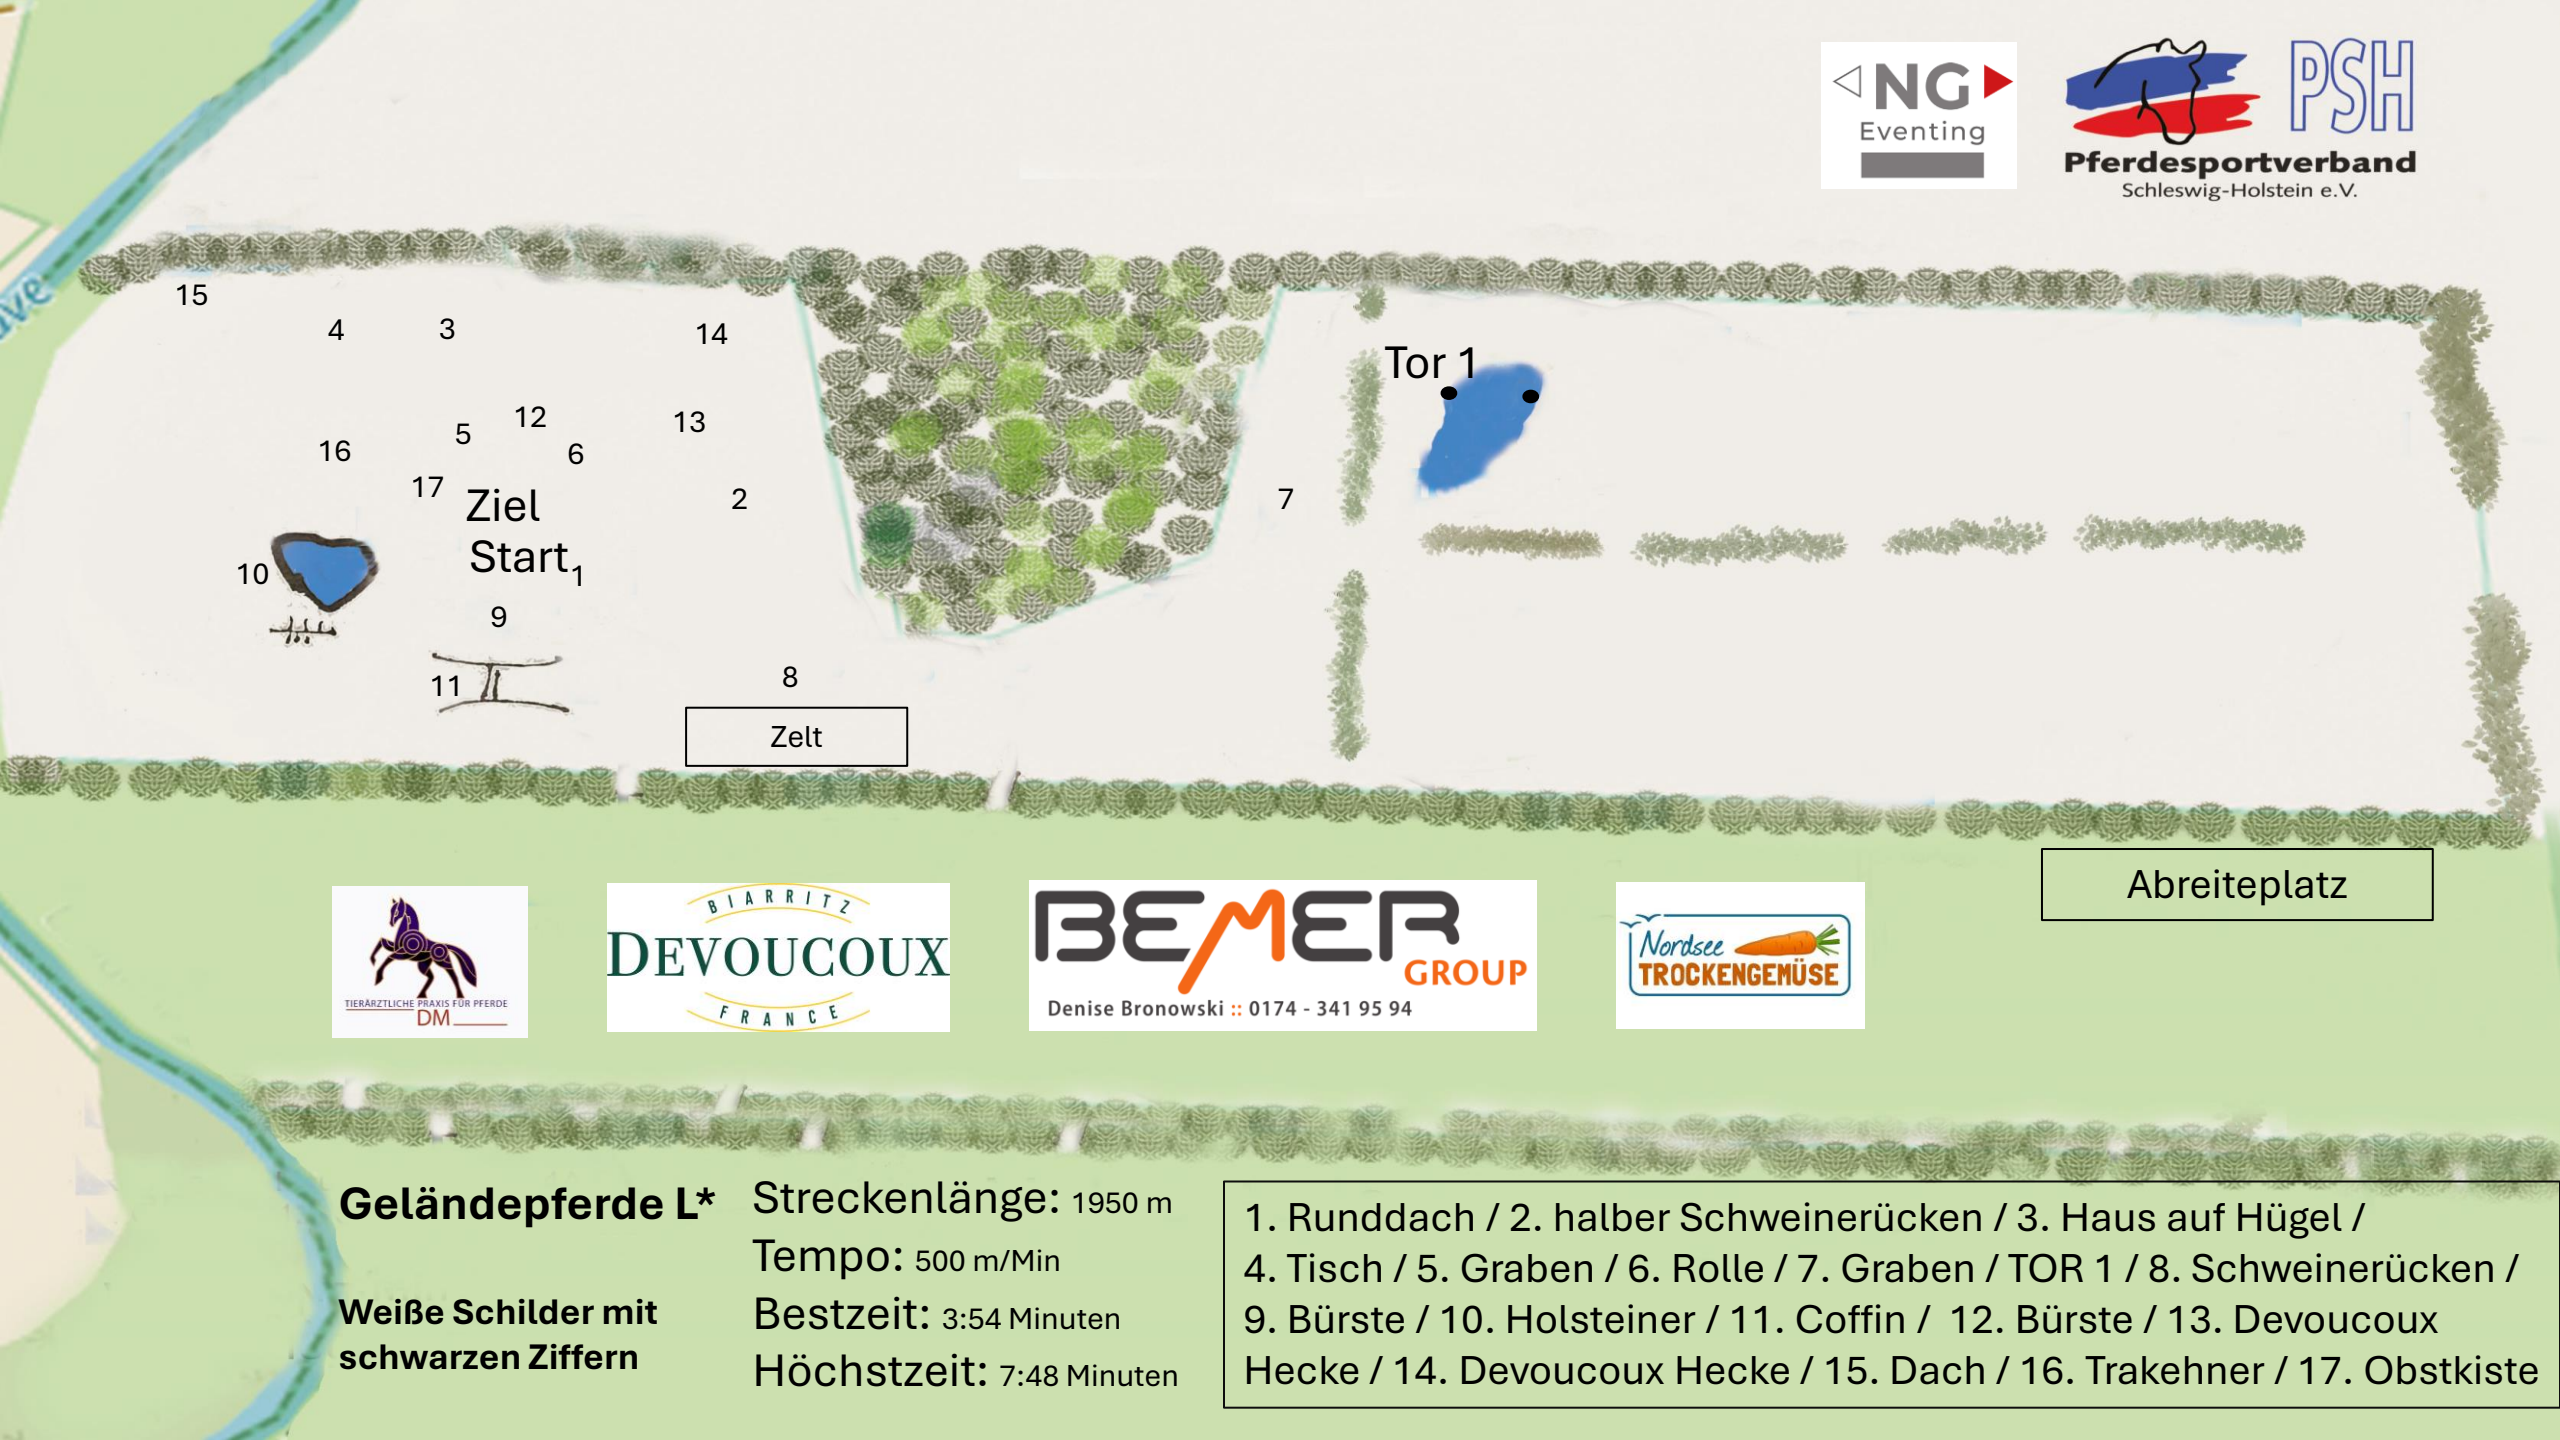 NG
Eventing
PSH
Pferdesportverband
Schleswig-Holstein e.V.
15
4
3
14
Tor 1
12
13
5
6
16
17
Ziel
2
7
Start
1
10
9
8
11
Zelt
Abreiteplatz
TIERÄRZTLICHE PRAXIS FÜR PFERDE
DM
BIARRITZ
DEVOUCOUX
FRANCE
BEMER
GROUP
Denise Bronowski :: 0174 - 341 95 94
Nordsee
TROCKENGEMÜSE
Geländepferde L*
Weiße Schilder mit
schwarzen Ziffern
Streckenlänge: 1950 m
Tempo: 500 m/Min
Bestzeit: 3:54 Minuten
Höchstzeit: 7:48 Minuten
1. Runddach / 2. halber Schweinerücken / 3. Haus auf Hügel /
4. Tisch / 5. Graben / 6. Rolle / 7. Graben / TOR 1 / 8. Schweinerücken /
9. Bürste / 10. Holsteiner / 11. Coffin / 12. Bürste / 13. Devoucoux
Hecke / 14. Devoucoux Hecke / 15. Dach / 16. Trakehner / 17. Obstkiste